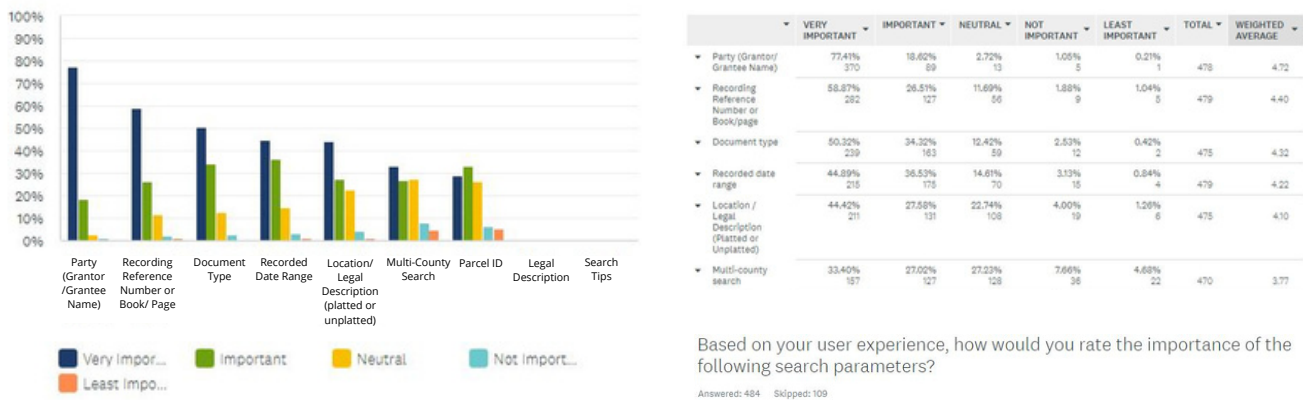 100%
90%
80%
70%
60%
50%
40%
30%
20%
10%
0%
Party
(Grantor
/Grantee
Name)
Recording
Reference
Number or
Book/ Page
Document
Type
Recorded
Date Range
Location/
Legal
Description
(platted or
unplatted)
Multi-County
Search
Parcel ID
Legal
Description
Search
Tips
Very Impor...
Important
Neutral
Not Import...
Least Impo...
VERY IMPORTANT IMPORTANT NEUTRAL NOT IMPORTANT LEAST IMPORTANT TOTAL WEIGHTED AVERAGE
Party (Grantor/ 77.41% 18.62% 2.72% 1.05% 0.21%
Grantee Name) 370 89 13 5 1 478 4.72
Recording 58.87% 26.51% 11.69% 1.88% 1.04%
Reference 282 127 56 9 5 479 4.40
Number or
Book/page
Document type 50.32% 34.32% 12.42% 2.53% 0.42%
239 163 59 12 2 475 4.32
Recorded date 44.89% 36.53% 14.61% 3.13% 0.84%
range 215 175 70 15 4 479 4.22
Location / 44.42% 27.58% 22.74% 4.00% 1.26%
Legal 211 131 108 19 6 475 4.10
Description
(Platted or
Unplatted)
Multi-county 33.40% 27.02% 27.23% 7.66% 4.68%
search 157 127 128 36 22 470 3.77
Based on your user experience, how would you rate the importance of the
following search parameters?
Answered: 484 Skipped: 109